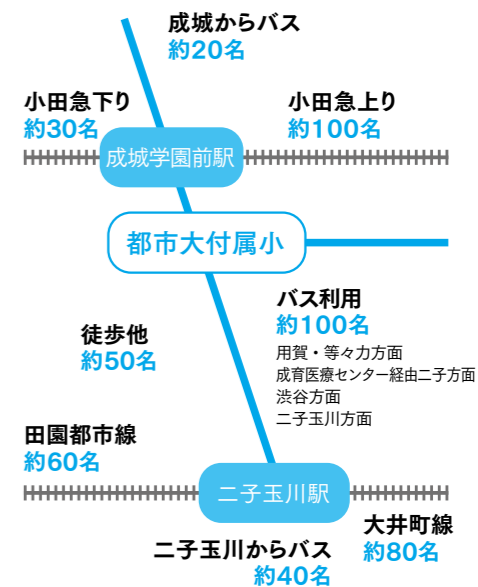 成城からバス
約20名
小田急下り
約30名
小田急上り
約100名
成城学園前駅
都市大付属小
バス利用
約100名
用賀・等々力方面
成育医療センター経由二子方面
渋谷方面
二子玉川方面
徒歩他
約50名
田園都市線
約60名
二子玉川駅
大井町線
約80名
二子玉川からバス
約40名